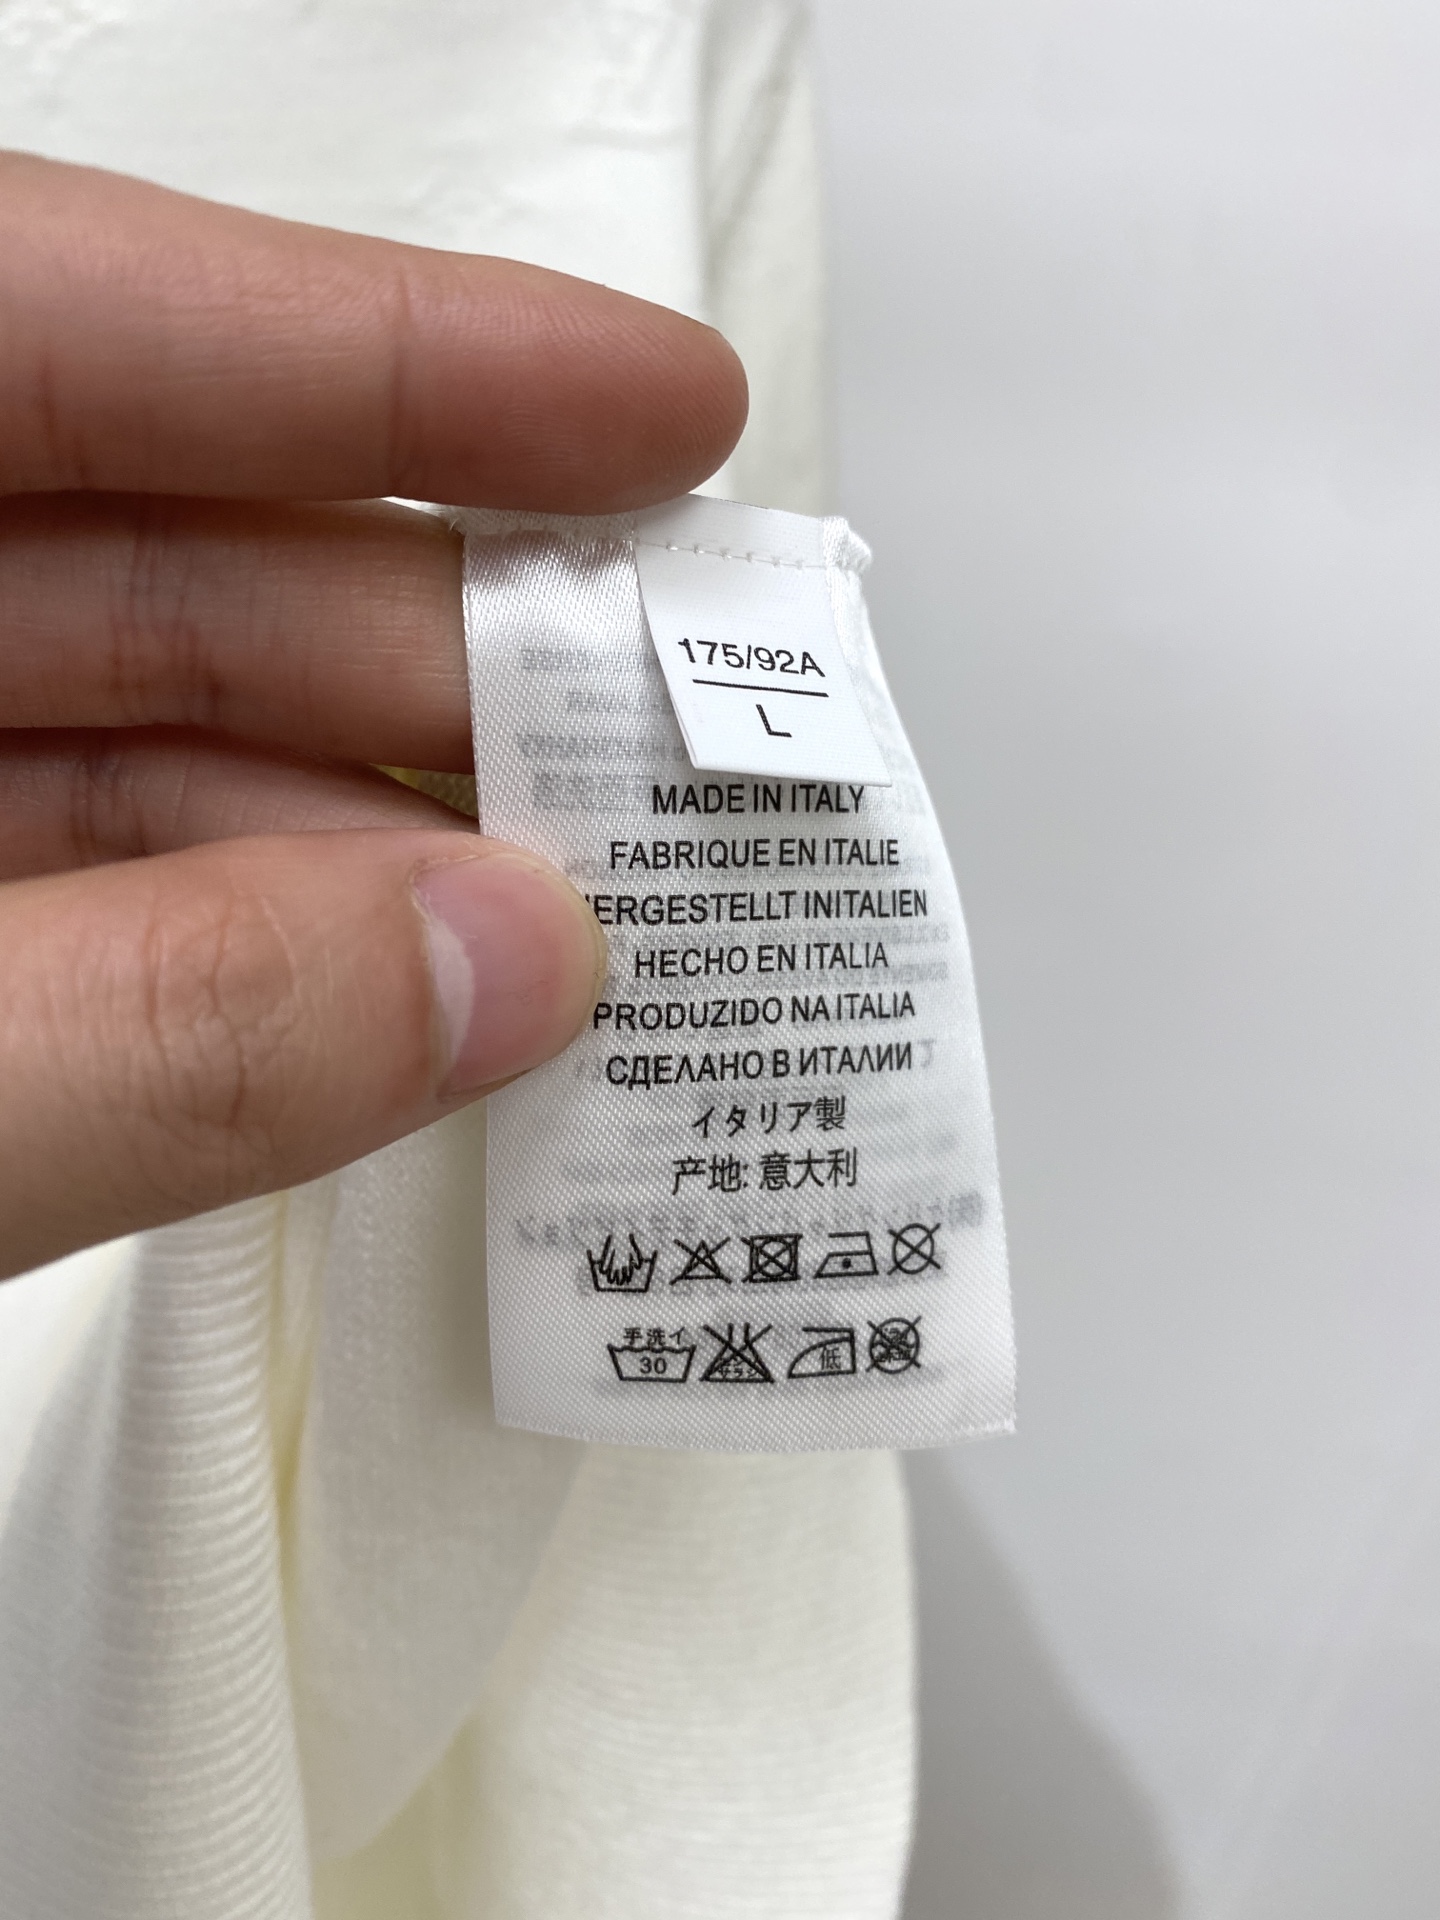 175/92A
L
MADE IN ITALY
FABRIQUE EN ITALIE
ERGESTELLT INITALIEN
HECHO EN ITALIA
PRODUZIDO NA ITALIA
СДЕЛАНО В ИТАЛИИ
イタリア製
产地: 意大利
手洗イ
30
低